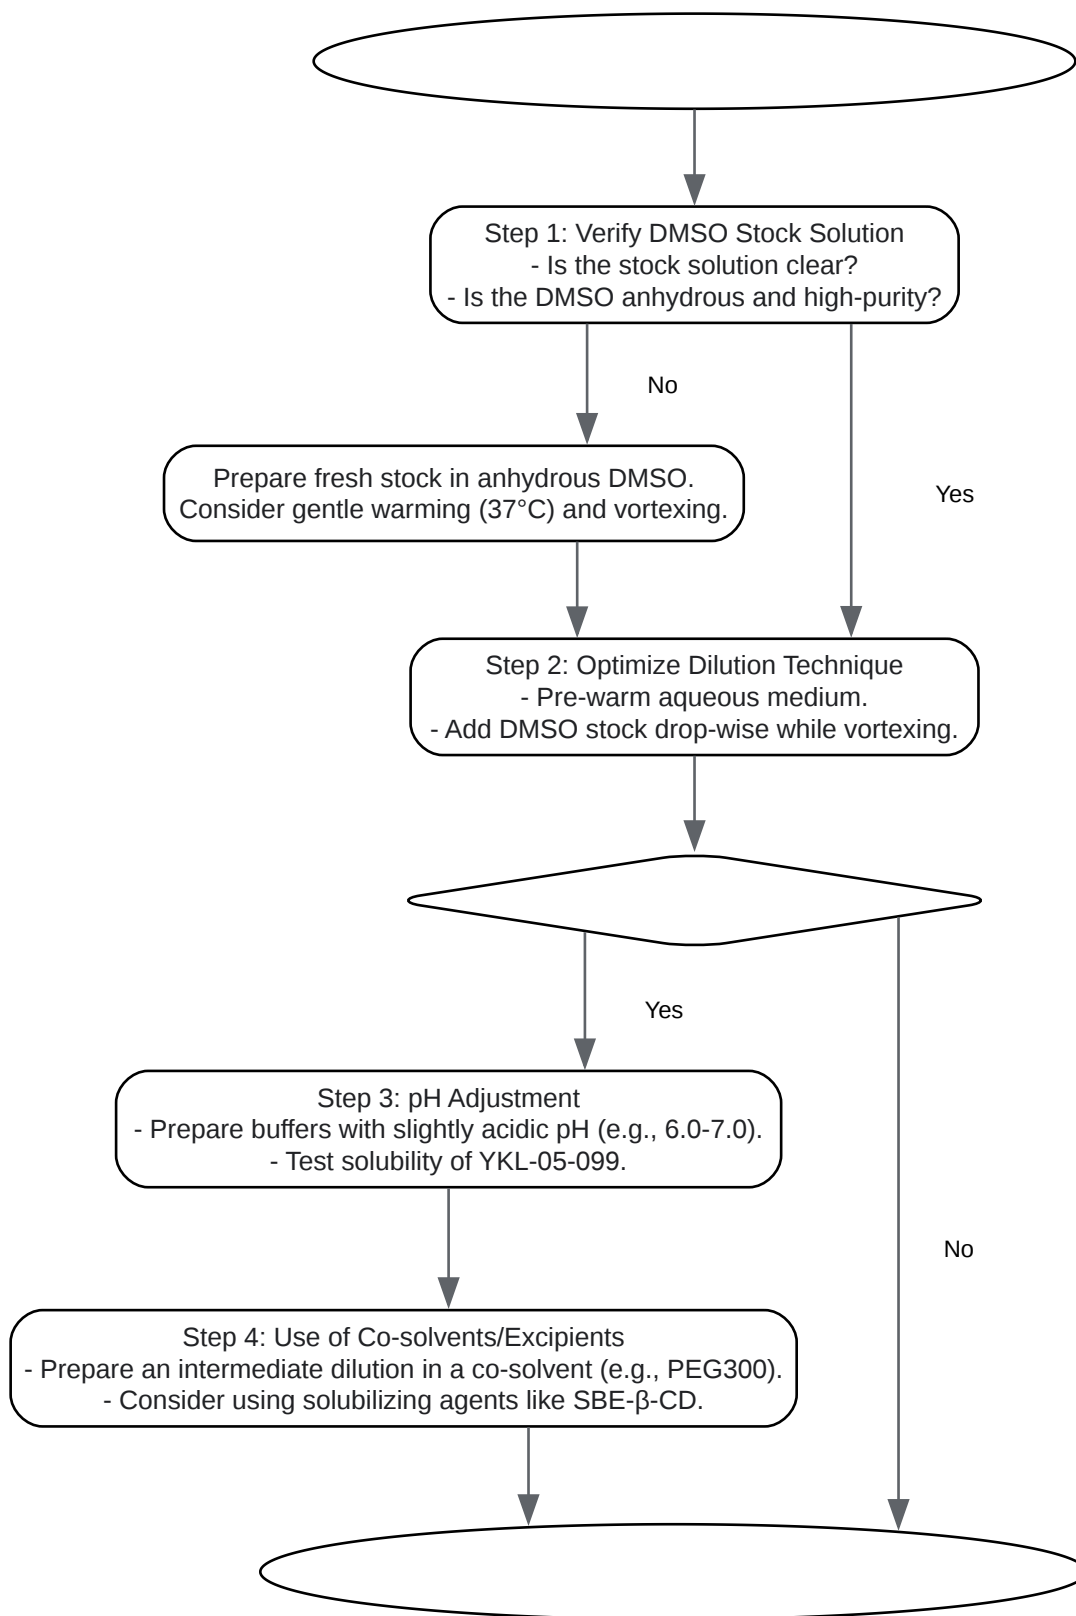 Step 1: Verify DMSO Stock Solution
- Is the stock solution clear?
- Is the DMSO anhydrous and high-purity?
No
Prepare fresh stock in anhydrous DMSO.
Consider gentle warming (37°C) and vortexing.
Yes
Step 2: Optimize Dilution Technique
- Pre-warm aqueous medium.
- Add DMSO stock drop-wise while vortexing.
Yes
Step 3: pH Adjustment
- Prepare buffers with slightly acidic pH (e.g., 6.0-7.0).
- Test solubility of YKL-05-099.
No
Step 4: Use of Co-solvents/Excipients
- Prepare an intermediate dilution in a co-solvent (e.g., PEG300).
- Consider using solubilizing agents like SBE-β-CD.